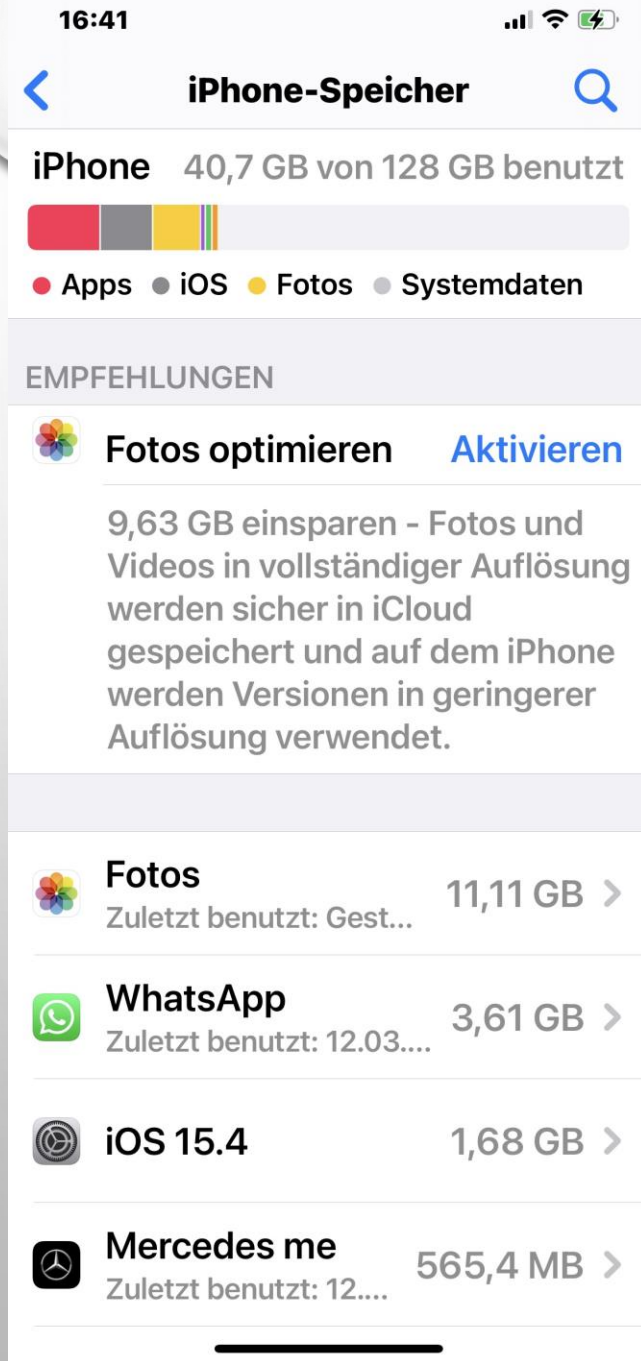 16:41
iPhone-Speicher
iPhone 40,7 GB von 128 GB benutzt
Apps iOS Fotos Systemdaten
EMPFEHLUNGEN
Fotos optimieren Aktivieren
9,63 GB einsparen - Fotos und
Videos in vollständiger Auflösung
werden sicher in iCloud
gespeichert und auf dem iPhone
werden Versionen in geringerer
Auflösung verwendet.
Fotos 11,11 GB
Zuletzt benutzt: Gest...
WhatsApp 3,61 GB
Zuletzt benutzt: 12.03....
iOS 15.4 1,68 GB
Mercedes me 565,4 MB
Zuletzt benutzt: 12....